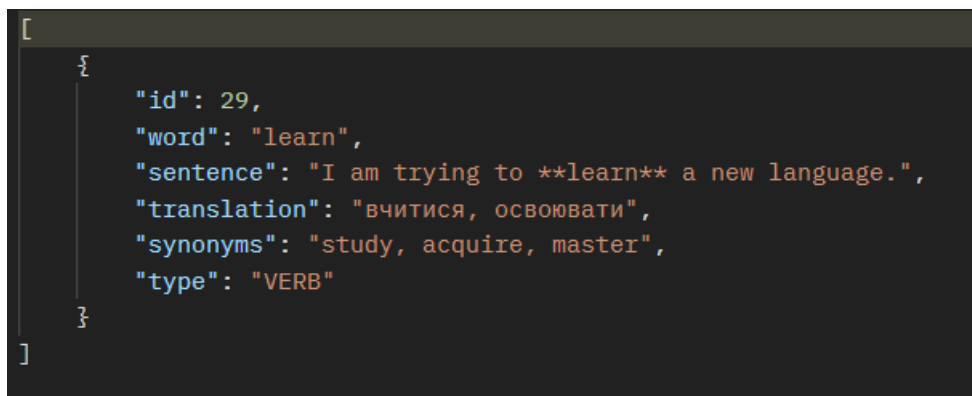 [
    {
        "id": 29,
        "word": "learn",
        "sentence": "I am trying to **learn** a new language.",
        "translation": "вчитися, освоювати",
        "synonyms": "study, acquire, master",
        "type": "VERB"
    }
]